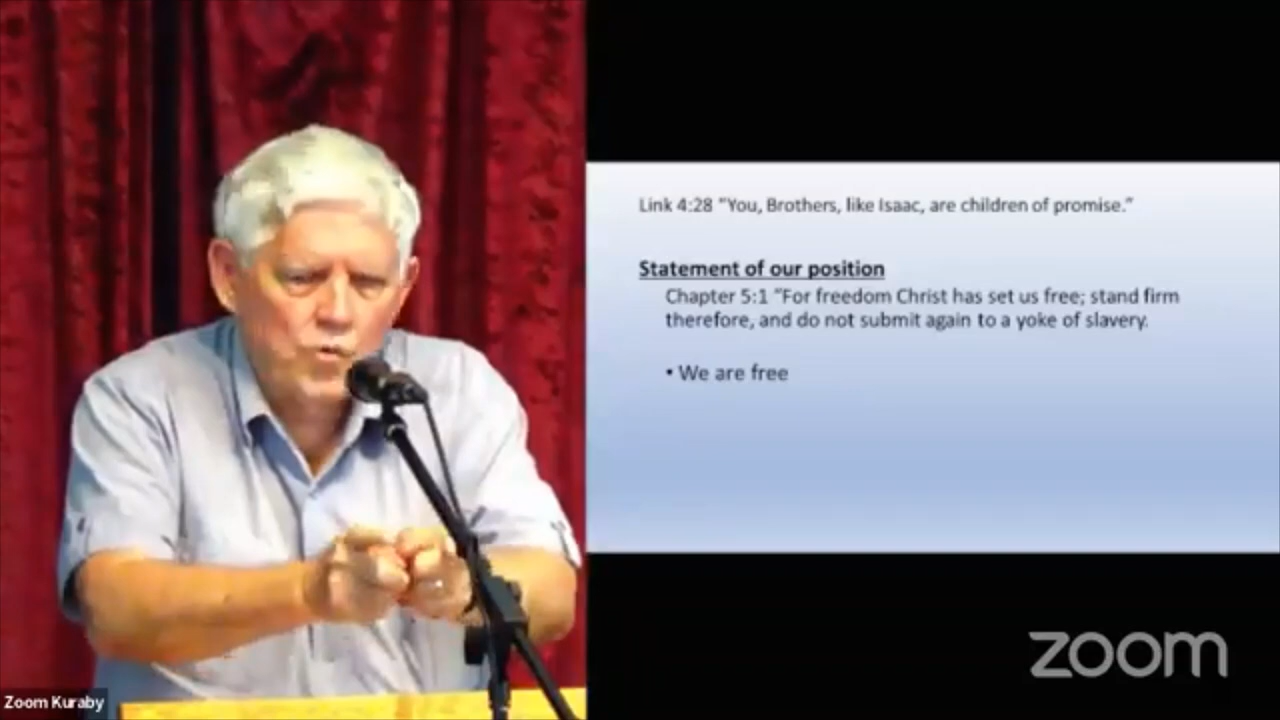 Link 4:28 “You, Brothers, like Isaac, are children of promise.”
Statement of our position
Chapter 5:1 “For freedom Christ has set us free; stand firm
therefore, and do not submit again to a yoke of slavery.
• We are free
zoom
Zoom Kuraby